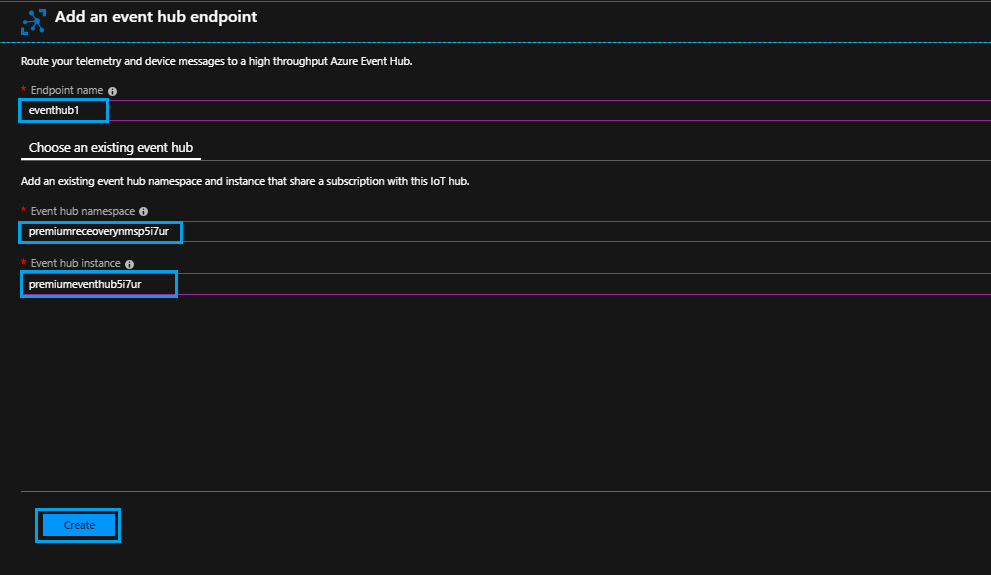 Add an event hub endpoint
Route your telemetry and device messages to a high throughput Azure Event Hub.
* Endpoint name
eventhub1
Choose an existing event hub
Add an existing event hub namespace and instance that share a subscription with this IoT hub.
* Event hub namespace
premiumreceoverynmsp5i7ur
* Event hub instance
premiumeventhub5i7ur
Create